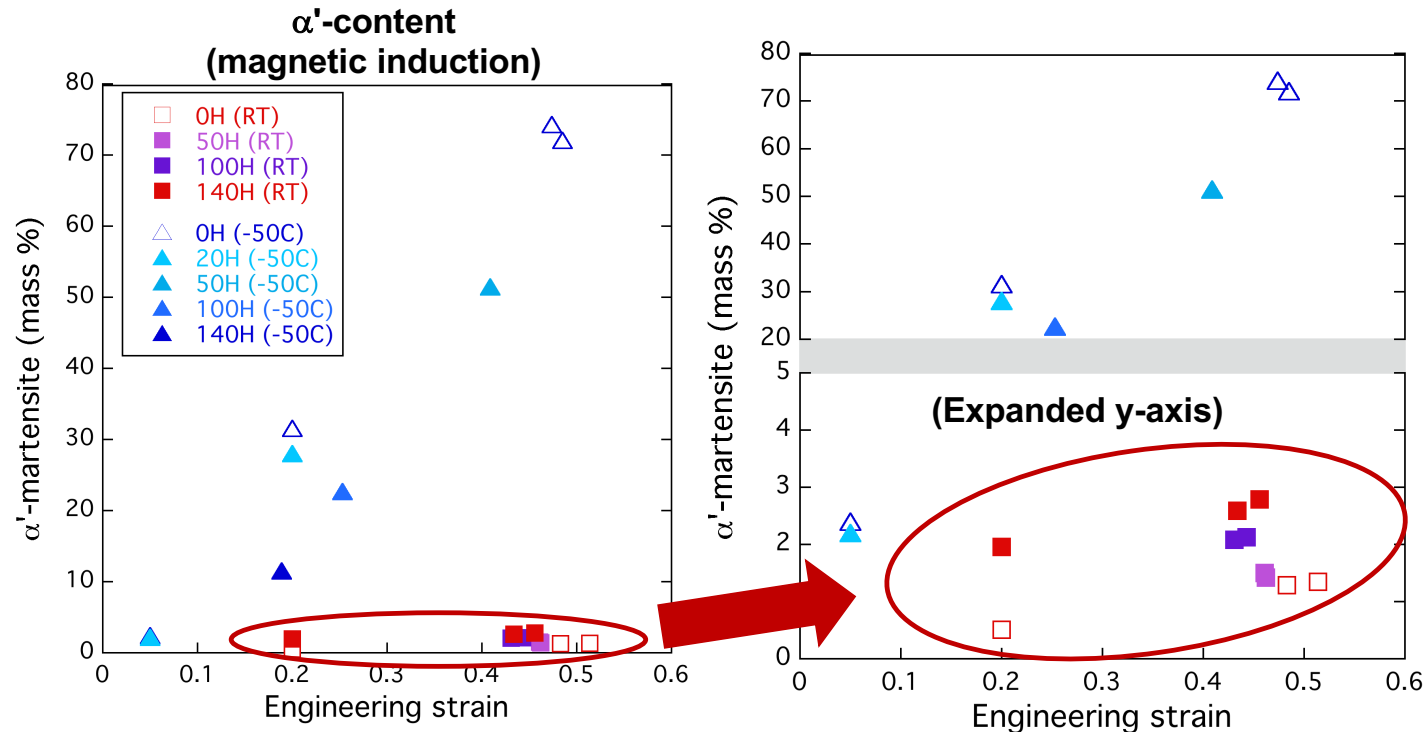 α'-content
(magnetic induction)
α'-martensite (mass %)
80
70
60
50
40
30
20
10
0
0H (RT)
50H (RT)
100H (RT)
140H (RT)
0H (-50C)
20H (-50C)
50H (-50C)
100H (-50C)
140H (-50C)
0 0.1 0.2 0.3 0.4 0.5 0.6
Engineering strain
α'-martensite (mass %)
80
70
60
50
40
30
20
5
(Expanded y-axis)
4
3
2
1
0
0 0.1 0.2 0.3 0.4 0.5 0.6
Engineering strain